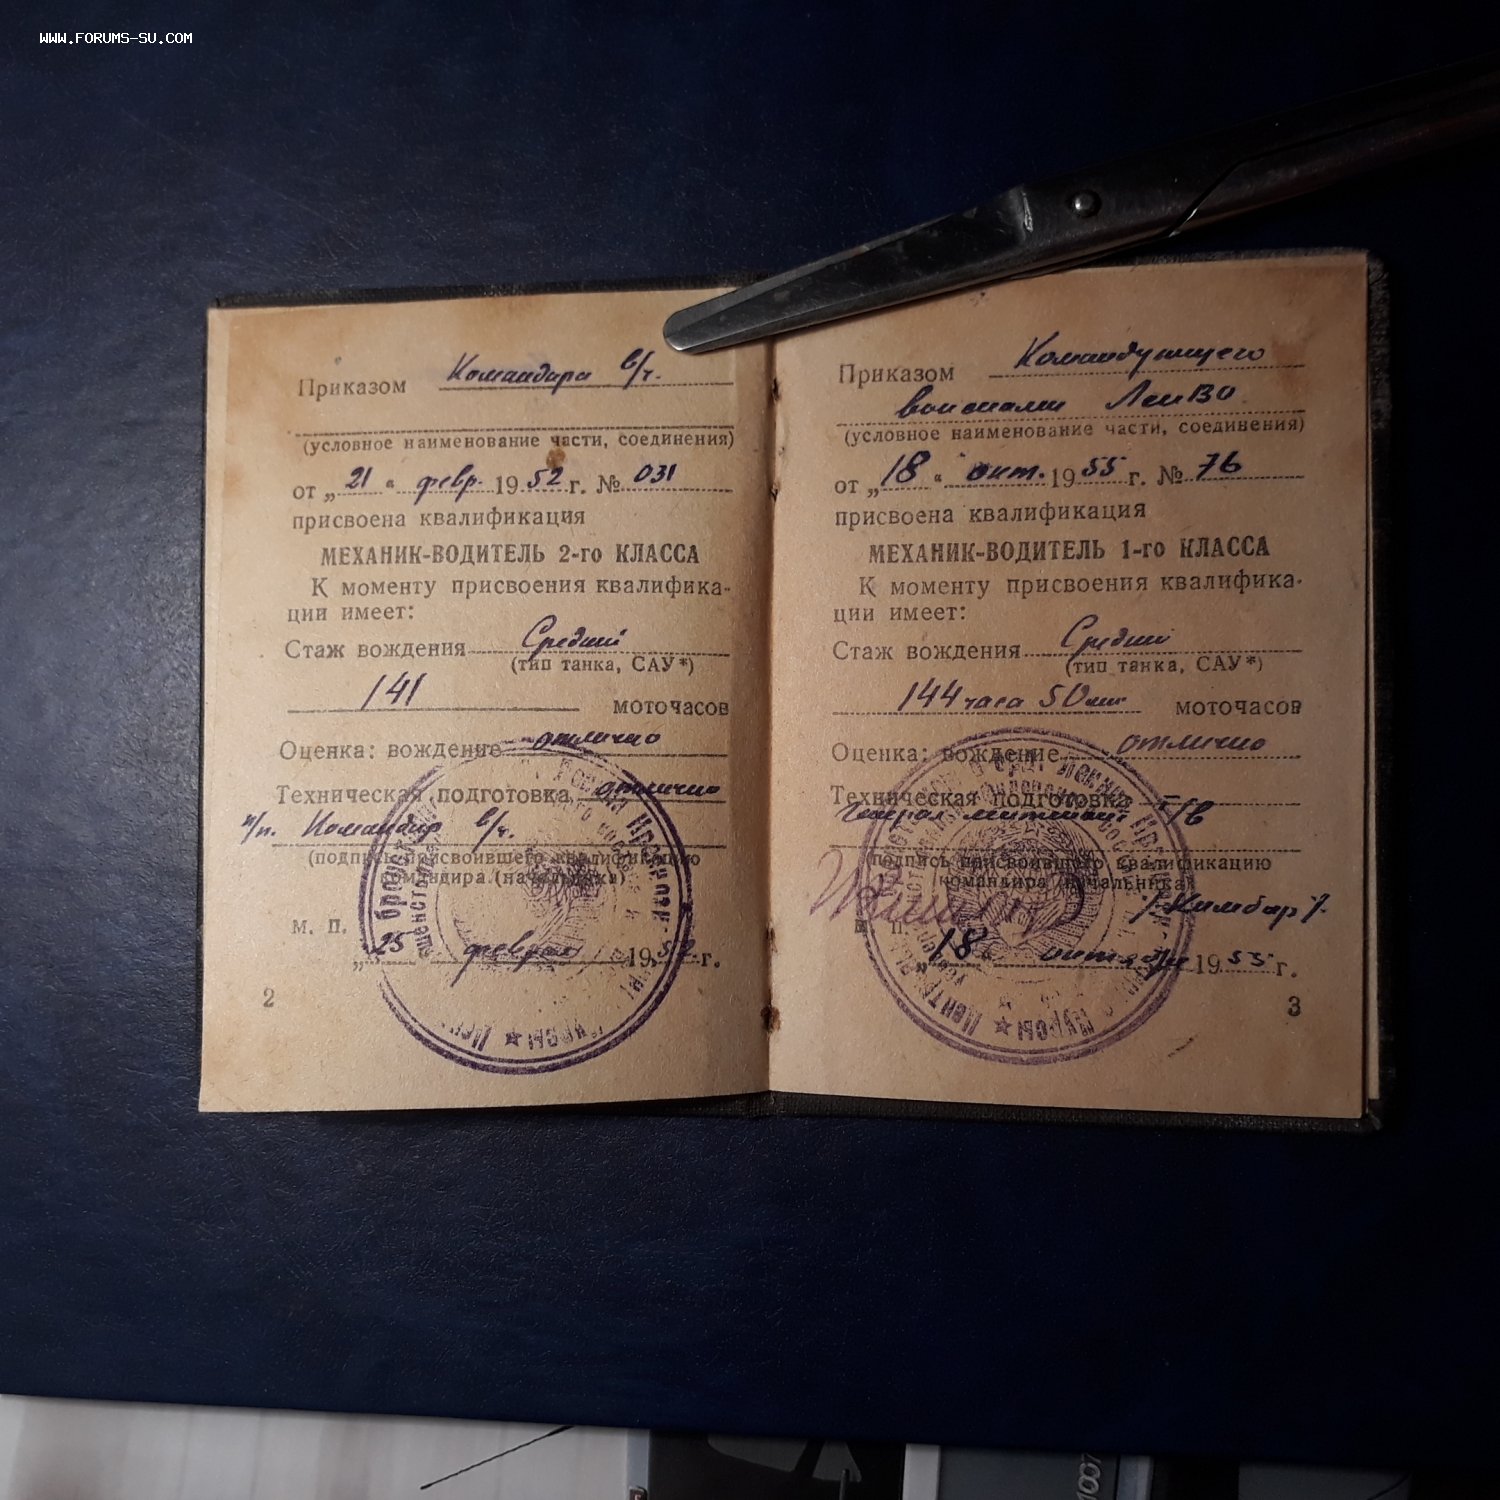 WWW.FORUMS-SU.COM
Приказом Командира в/ч.
(условное наименование части, соединения)
от „21“ февр. 1952 г. № 031
присвоена квалификация
МЕХАНИК-ВОДИТЕЛЬ 2-го КЛАССА
К моменту присвоения квалифика-
ции имеет:
Стаж вождения Средний
(тип танка, САУ*)
141 моточасов
Оценка: вождение отлично
Техническая подготовка отлично
п/п. Командир в/ч.
(подпись присвоившего квалификацию
командира (начальника)
м. п.
„25 февраля 1952 г.
2
Приказом Командующего
войсками ЛенВО
(условное наименование части, соединения)
от „18“ окт. 1955 г. № 76
присвоена квалификация
МЕХАНИК-ВОДИТЕЛЬ 1-го КЛАССА
К моменту присвоения квалифика-
ции имеет:
Стаж вождения Средний
(тип танка, САУ*)
144 часа 50 мин моточасов
Оценка: вождение отлично
Техническая подготовка
генерал лейтенант т/в
(подпись присвоившего квалификацию
командира (начальника)
/Кимбар/.
п.
„18“ октября 1955 г.
3
1007